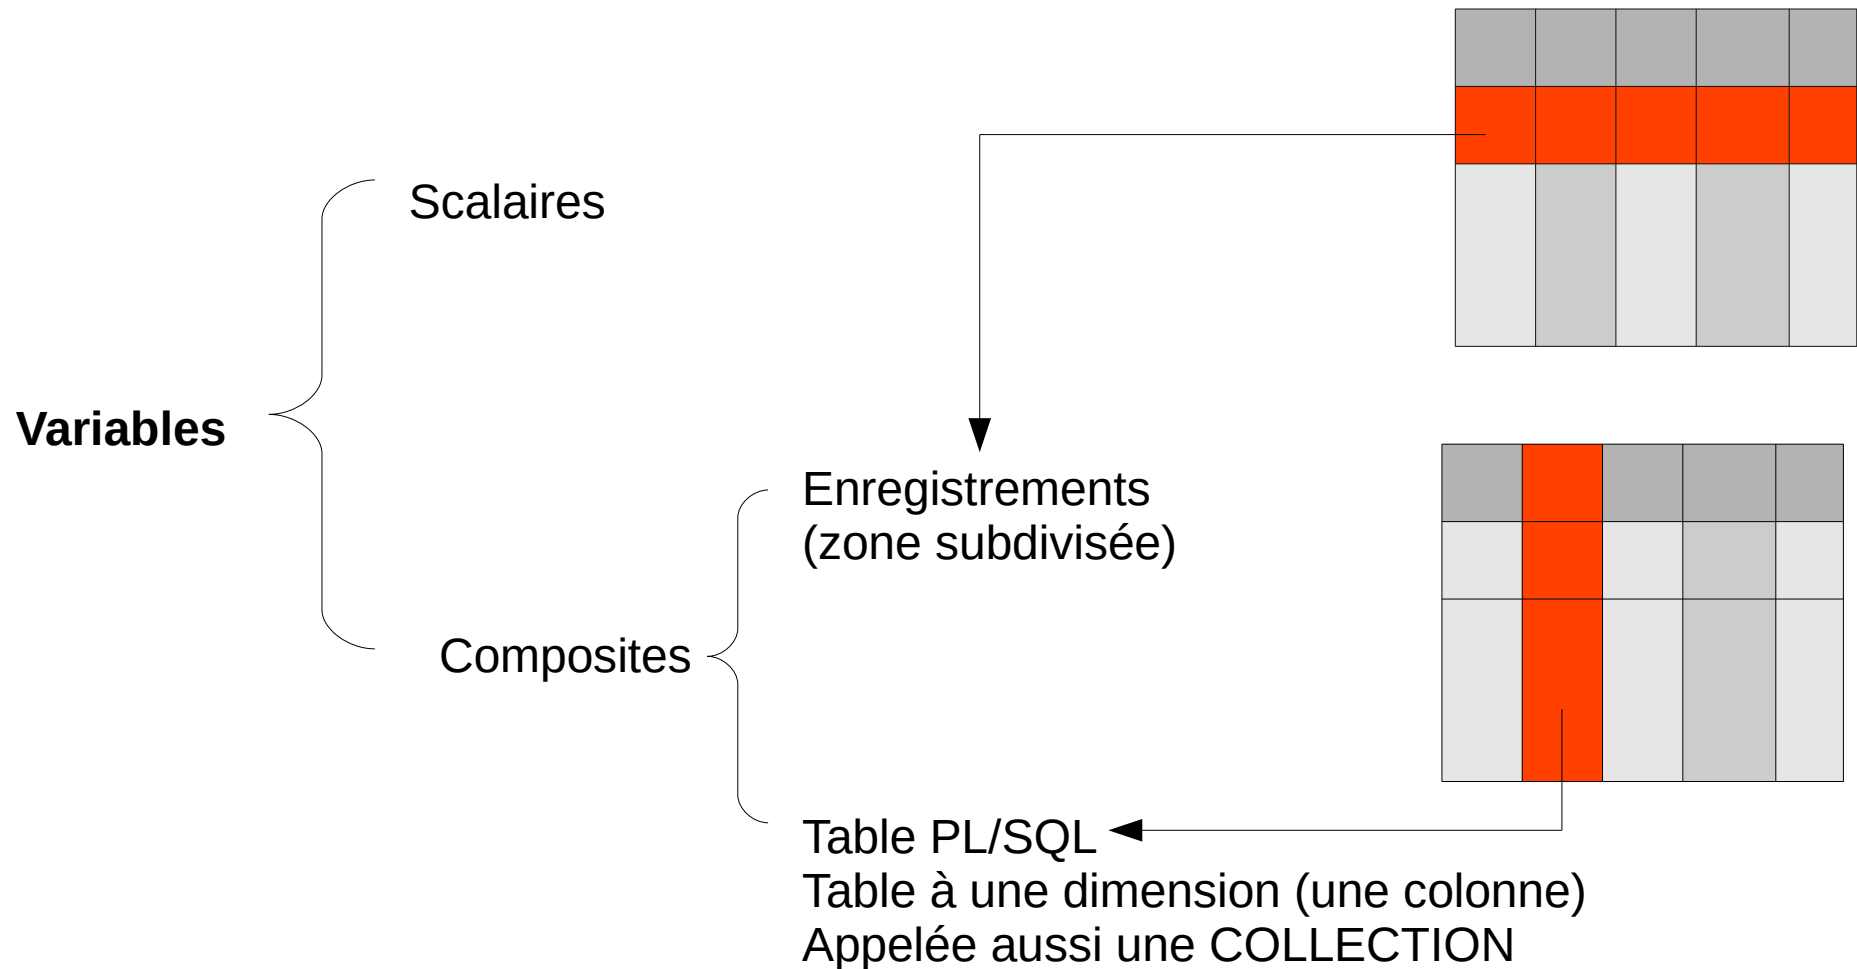 Scalaires
Variables
Enregistrements
(zone subdivisée)
Composites
Table PL/SQL
Table à une dimension (une colonne)
Appelée aussi une COLLECTION